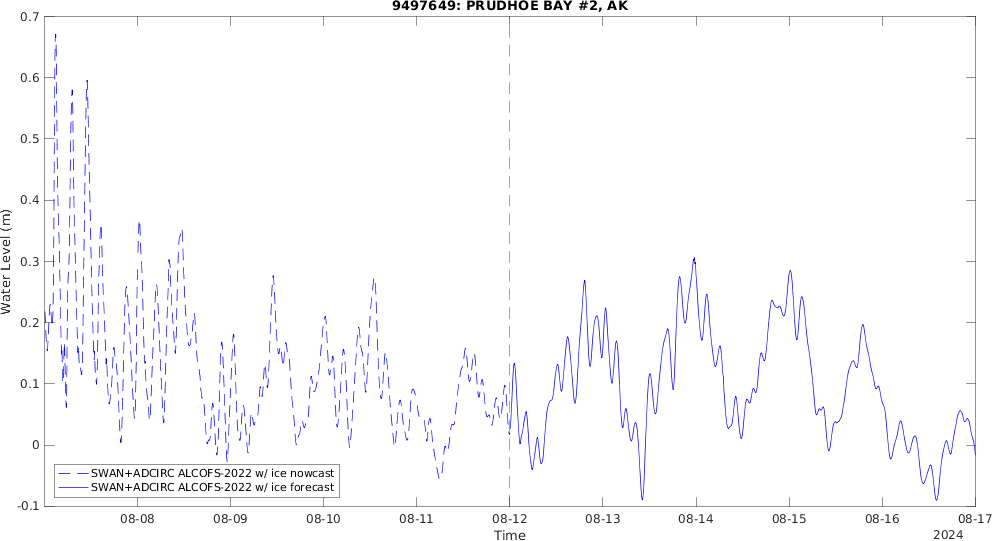 9497649: PRUDHOE BAY #2, AK
0.7
0.6
0.5
0.4
0.3
0.2
0.1
0
-0.1
Water Level (m)
SWAN+ADCIRC ALCOFS-2022 w/ ice nowcast
SWAN+ADCIRC ALCOFS-2022 w/ ice forecast
08-08 08-09 08-10 08-11 08-12 08-13 08-14 08-15 08-16 08-17
Time
2024